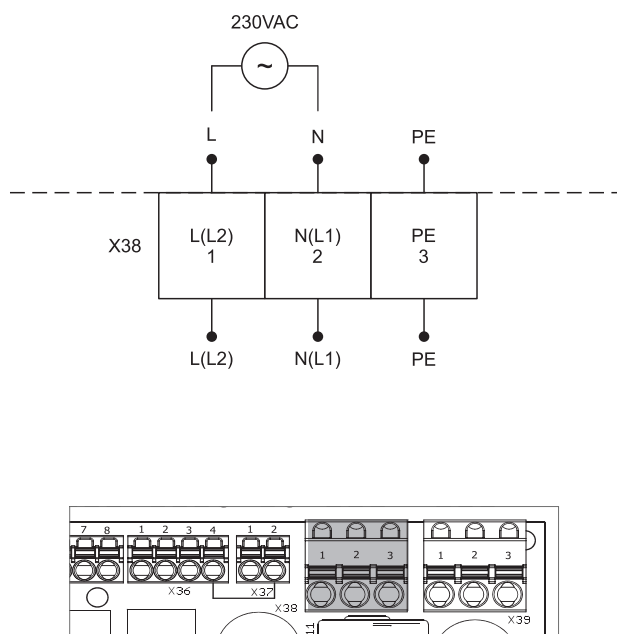 230VAC
~
L N PE
X38
L(L2) N(L1) PE
1 2 3
L(L2) N(L1) PE
7 8 1 2 3 4 1 2
1 2 3 1 2 3
X36 X37
X38
X39
11